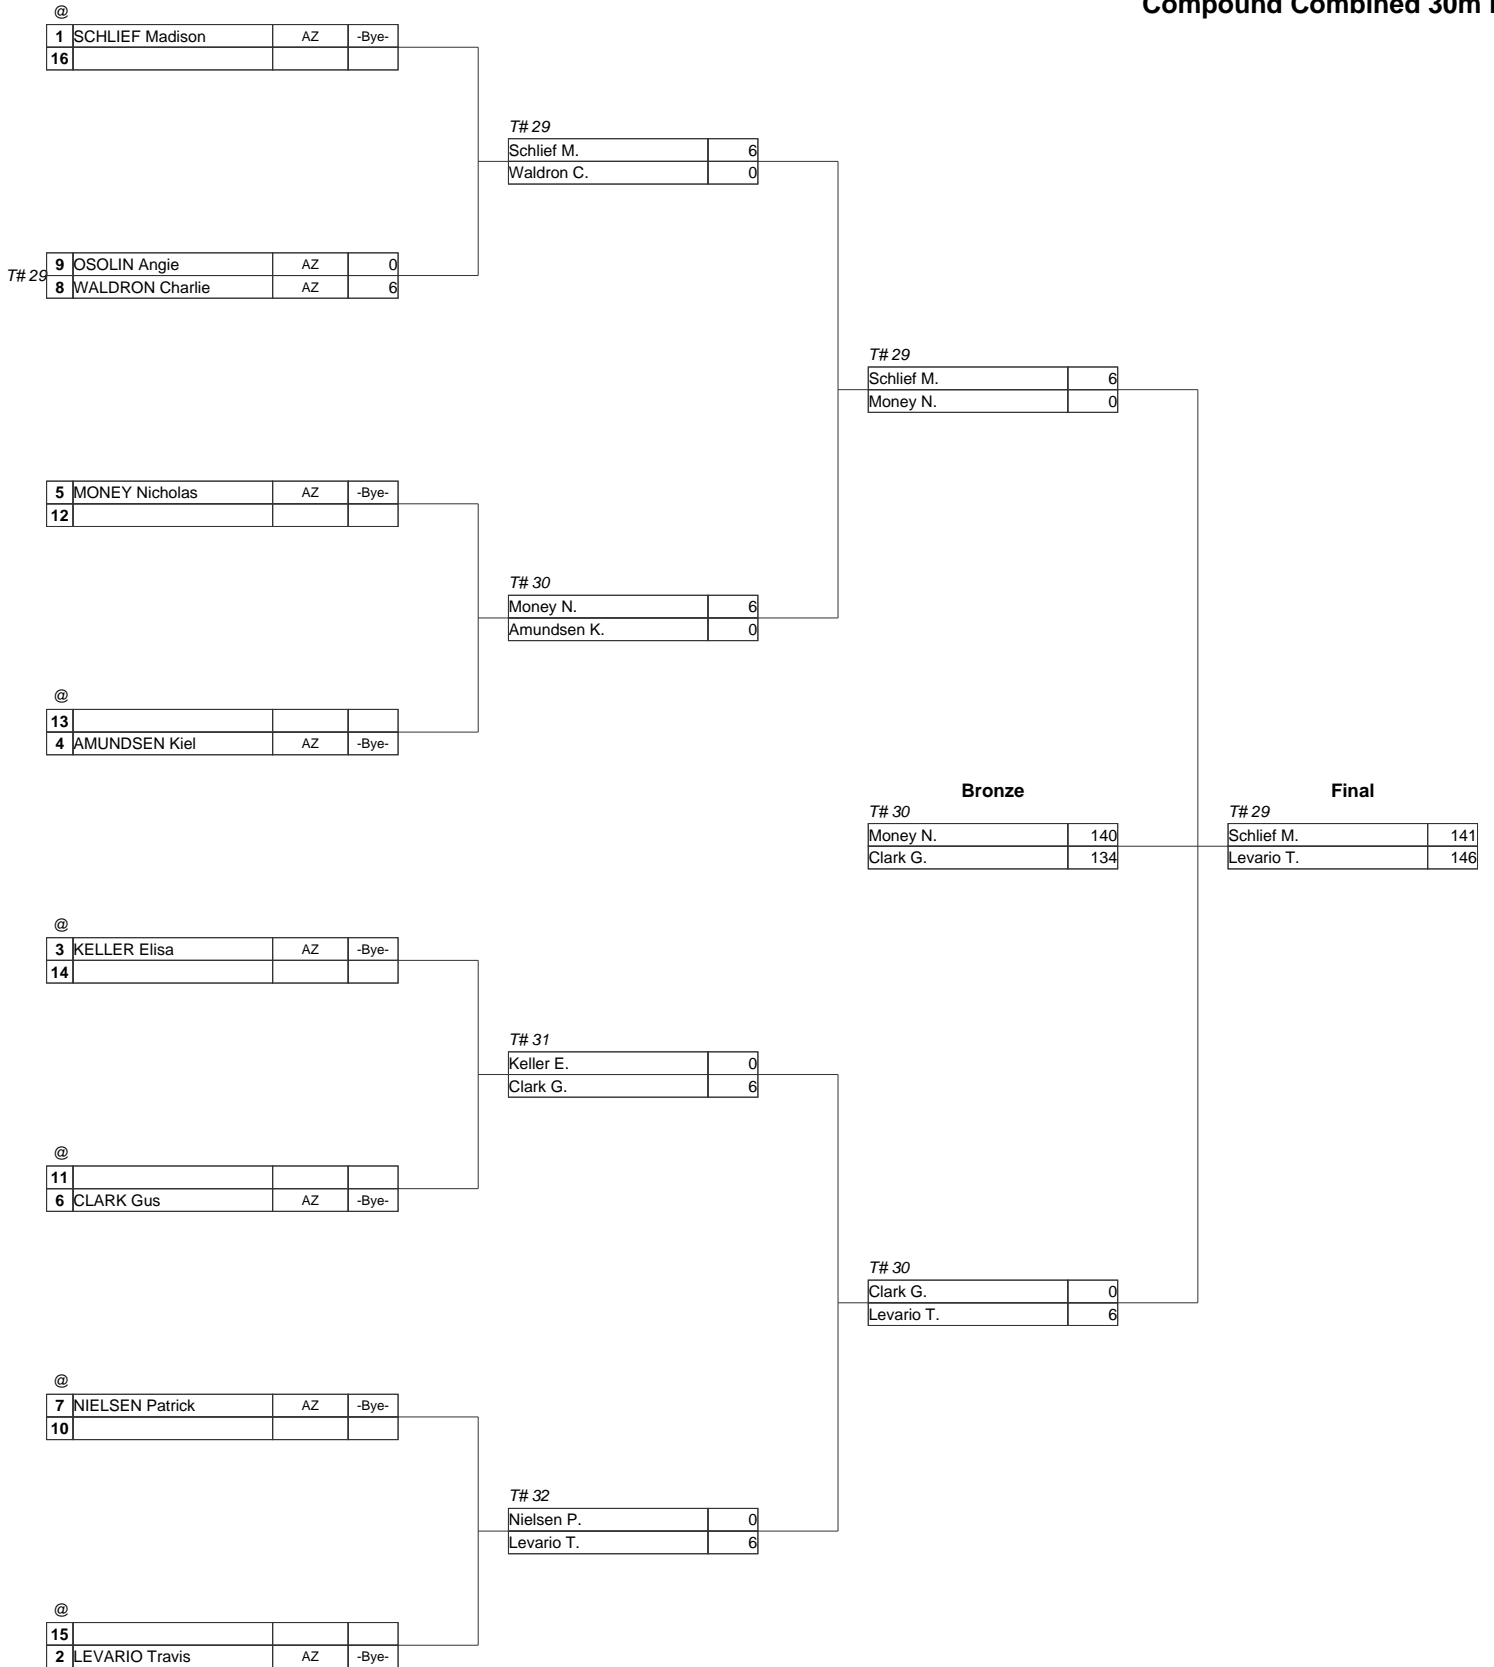 Compound Combined 30m
@
1 SCHLIEF Madison AZ -Bye-
16
T# 29
Schlief M. 6
Waldron C. 0
9 OSOLIN Angie AZ 0
T# 29
8 WALDRON Charlie AZ 6
T# 29
Schlief M. 6
Money N. 0
5 MONEY Nicholas AZ -Bye-
12
T# 30
Money N. 6
Amundsen K. 0
@
13
4 AMUNDSEN Kiel AZ -Bye-
Bronze Final
T# 30 T# 29
Money N. 140 Schlief M. 141
Clark G. 134 Levario T. 146
@
3 KELLER Elisa AZ -Bye-
14
T# 31
Keller E. 0
Clark G. 6
@
11
6 CLARK Gus AZ -Bye-
T# 30
Clark G. 0
Levario T. 6
@
7 NIELSEN Patrick AZ -Bye-
10
T# 32
Nielsen P. 0
Levario T. 6
@
15
2 LEVARIO Travis AZ -Bye-